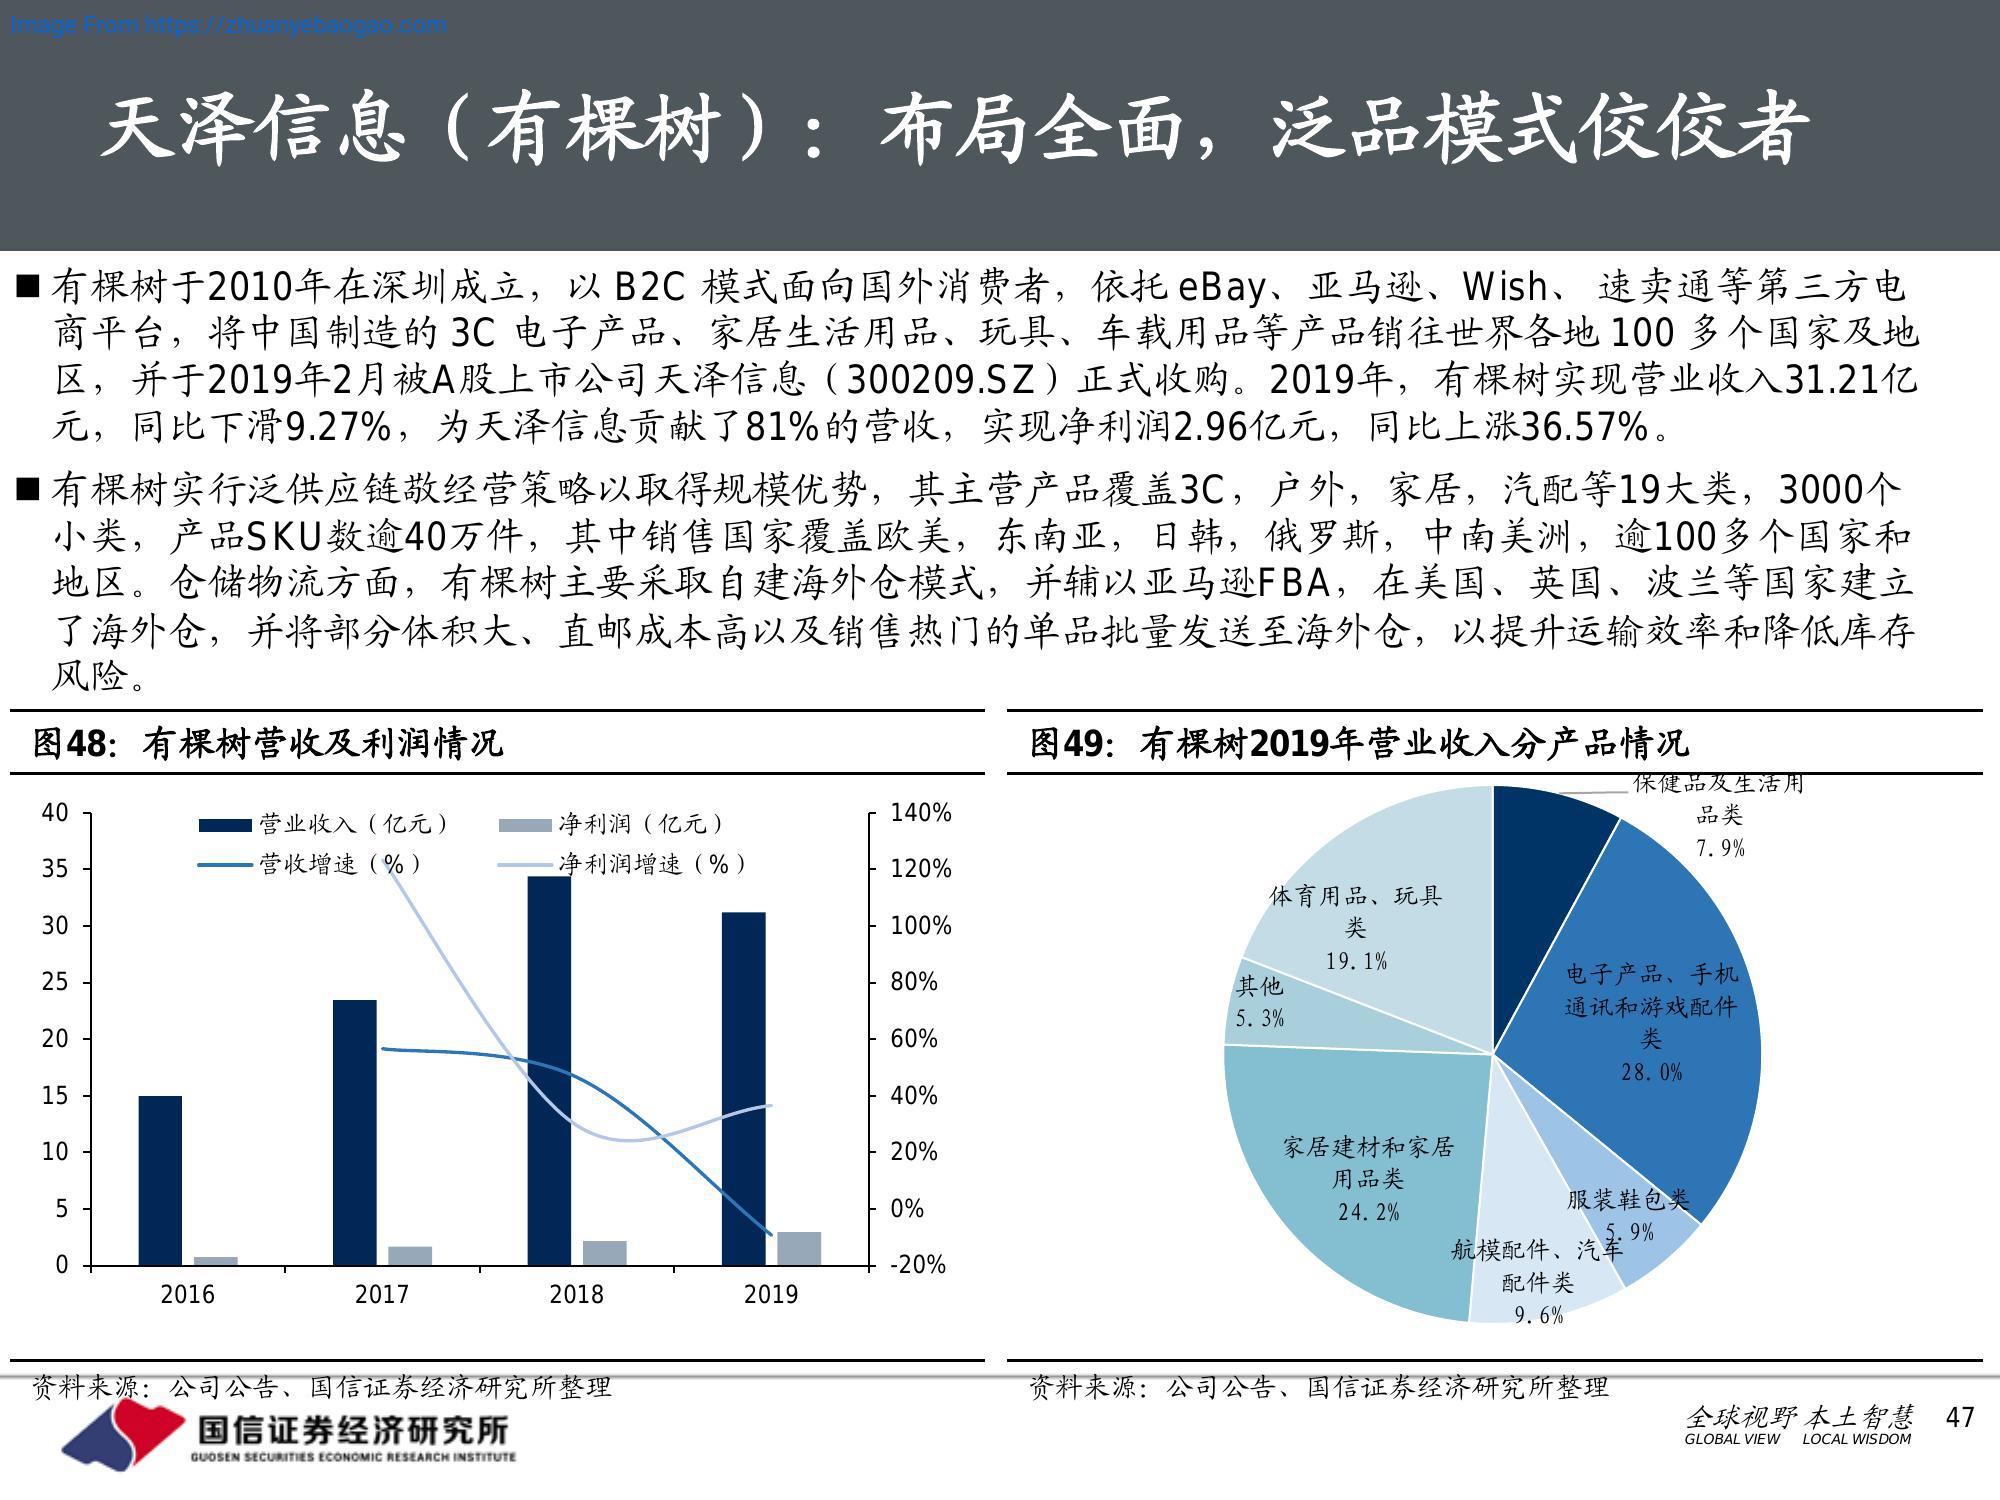 Image From https://zhuanyebaogao.com
天泽信息（有棵树）：布局全面，泛品模式佼佼者
■有棵树于2010年在深圳成立，以 B2C 模式面向国外消费者，依托 eBay、亚马逊、Wish、 速卖通等第三方电
商平台，将中国制造的 3C 电子产品、家居生活用品、玩具、车载用品等产品销往世界各地 100 多个国家及地
区，并于2019年2月被A股上市公司天泽信息（300209.SZ）正式收购。2019年，有棵树实现营业收入31.21亿
元，同比下滑9.27%，为天泽信息贡献了81%的营收，实现净利润2.96亿元，同比上涨36.57%。
■有棵树实行泛供应链敬经营策略以取得规模优势，其主营产品覆盖3C，户外，家居，汽配等19大类，3000个
小类，产品SKU数逾40万件，其中销售国家覆盖欧美，东南亚，日韩，俄罗斯，中南美洲，逾100多个国家和
地区。仓储物流方面，有棵树主要采取自建海外仓模式，并辅以亚马逊FBA，在美国、英国、波兰等国家建立
了海外仓，并将部分体积大、直邮成本高以及销售热门的单品批量发送至海外仓，以提升运输效率和降低库存
风险。
图48：有棵树营收及利润情况
营业收入（亿元）
净利润（亿元）
营收增速（%）
净利润增速（%）
40
35
30
25
20
15
10
5
0
140%
120%
100%
80%
60%
40%
20%
0%
-20%
2016
2017
2018
2019
资料来源：公司公告、国信证券经济研究所整理
图49：有棵树2019年营业收入分产品情况
保健品及生活用
品类
7.9%
体育用品、玩具
类
19.1%
电子产品、手机
通讯和游戏配件
类
28.0%
其他
5.3%
家居建材和家居
用品类
24.2%
服装鞋包类
5.9%
航模配件、汽车
配件类
9.6%
资料来源：公司公告、国信证券经济研究所整理
国信证券经济研究所
GUOSEN SECURITIES ECONOMIC RESEARCH INSTITUTE
全球视野 本土智慧
GLOBAL VIEW LOCAL WISDOM
47